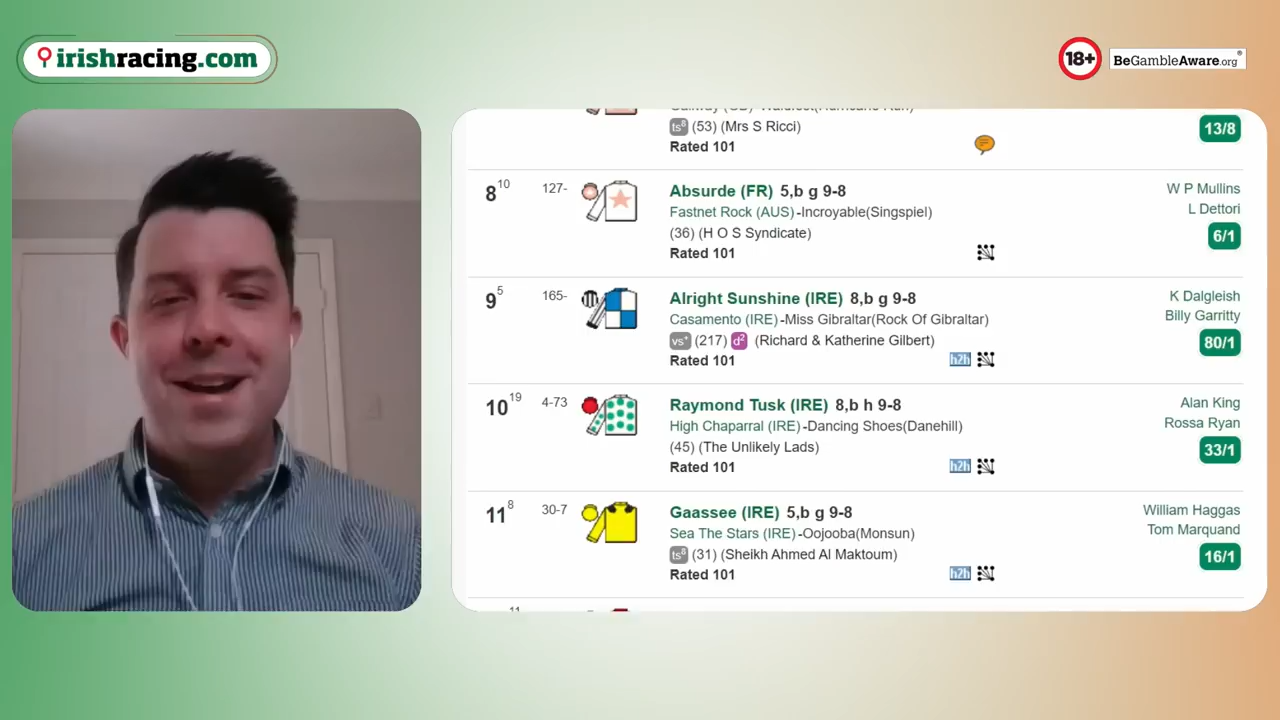 irishracing.com
18+
BeGambleAware.org®
ts⁸ (53) (Mrs S Ricci)
13/8
Rated 101
8 10 127- Absurde (FR) 5,b g 9-8 W P Mullins
Fastnet Rock (AUS) -Incroyable(Singspiel) L Dettori
(36) (H O S Syndicate) 6/1
Rated 101
9 5 165- Alright Sunshine (IRE) 8,b g 9-8 K Dalgleish
Casamento (IRE) -Miss Gibraltar(Rock Of Gibraltar) Billy Garritty
vs* (217) d² (Richard & Katherine Gilbert) 80/1
Rated 101 h2h
10 19 4-73 Raymond Tusk (IRE) 8,b h 9-8 Alan King
High Chaparral (IRE) -Dancing Shoes(Danehill) Rossa Ryan
(45) (The Unlikely Lads) 33/1
Rated 101 h2h
11 8 30-7 Gaassee (IRE) 5,b g 9-8 William Haggas
Sea The Stars (IRE) -Oojooba(Monsun) Tom Marquand
ts⁸ (31) (Sheikh Ahmed Al Maktoum) 16/1
Rated 101 h2h
11